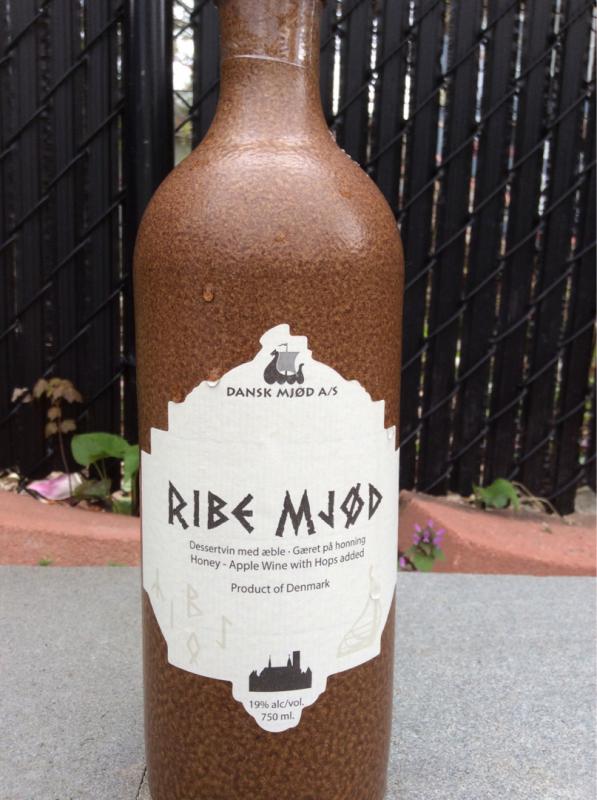 DANSK MJØD A/S
RIBE MJØD
Dessertvin med æble · Gæret på honning
Honey - Apple Wine with Hops added
Product of Denmark
19% alc/vol.
750 ml.